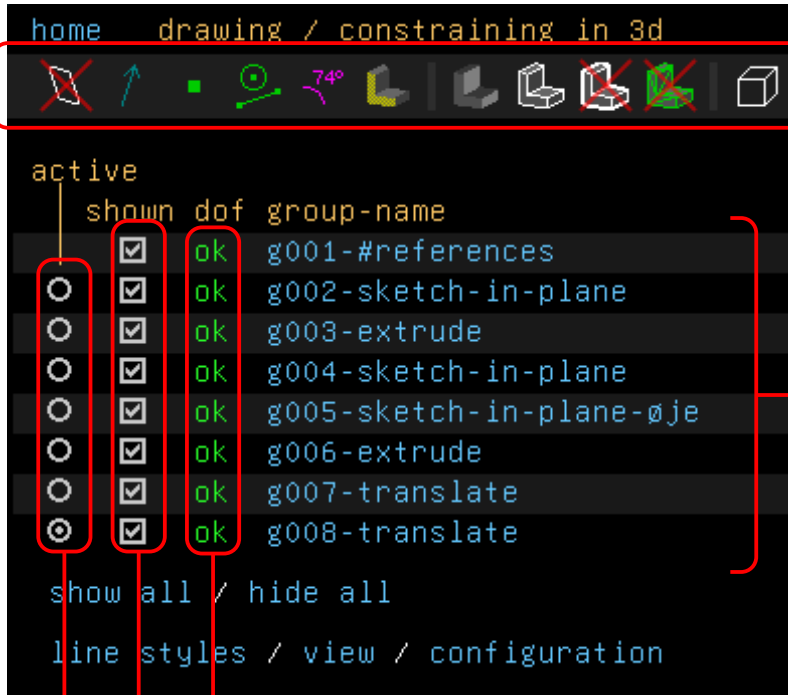 home drawing / constraining in 3d
74°
active
shown dof group-name
ok g001-#references
ok g002-sketch-in-plane
ok g003-extrude
ok g004-sketch-in-plane
ok g005-sketch-in-plane-øje
ok g006-extrude
ok g007-translate
ok g008-translate
show all / hide all
line styles / view / configuration